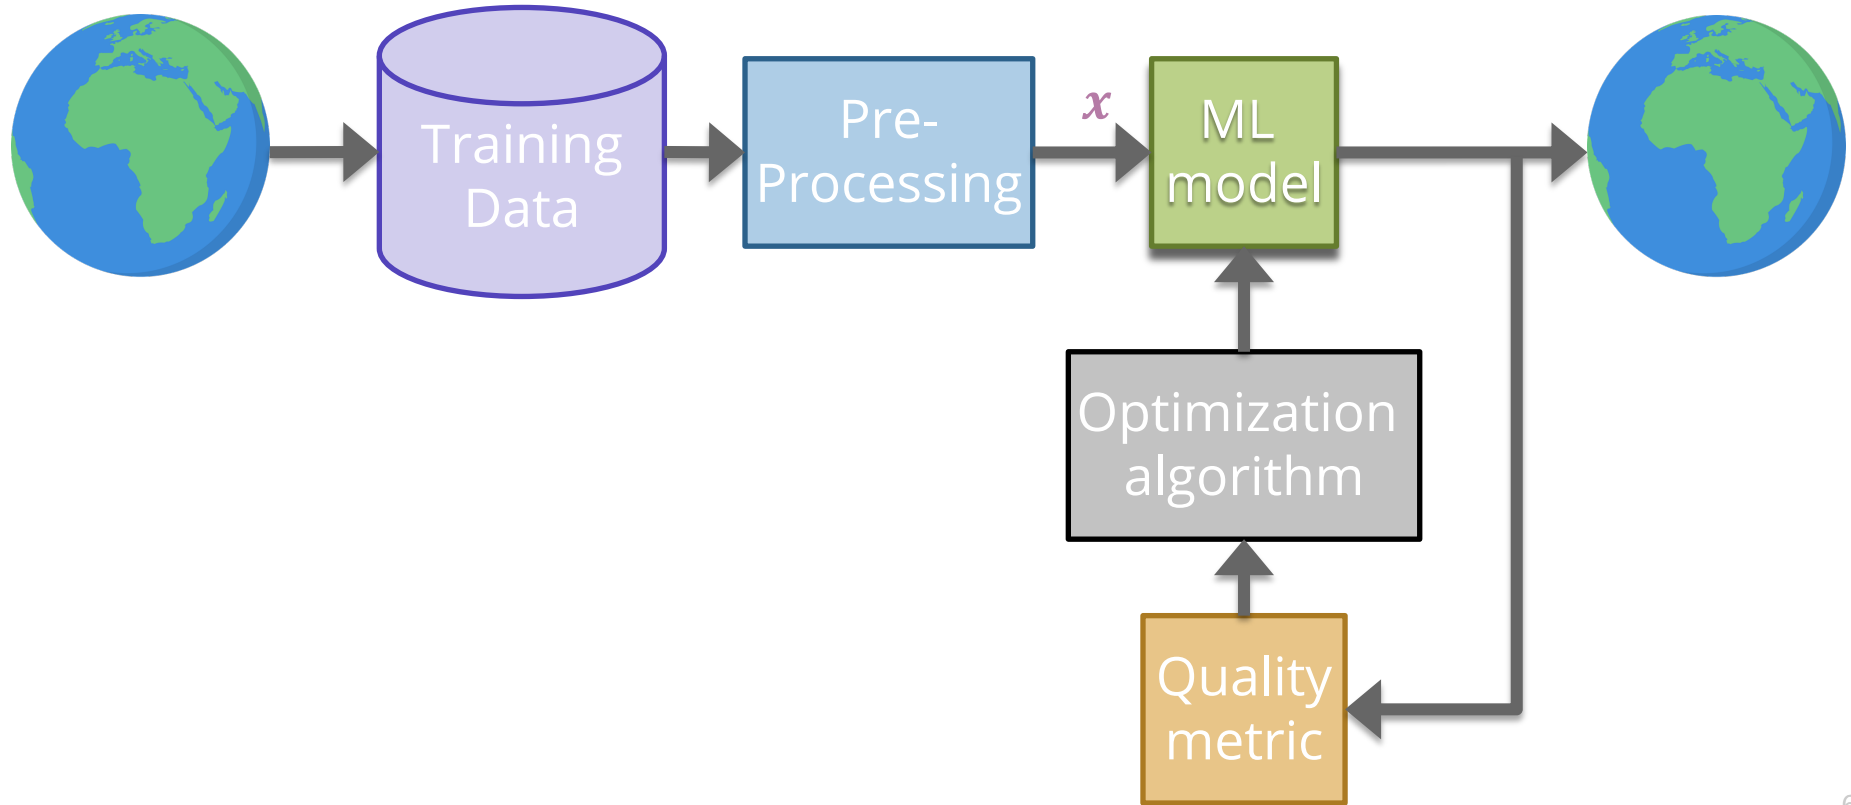 Training
Data
Pre-
Processing
x
ML
model
Optimization
algorithm
Quality
metric